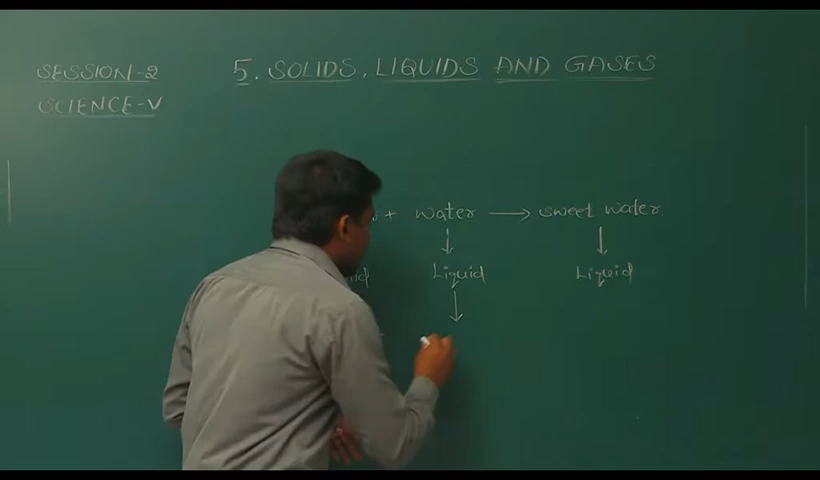 SESSION-2
5. SOLIDS, LIQUIDS AND GASES
SCIENCE-V
+ water → sweet water
↓ ↓
Liquid Liquid
↓